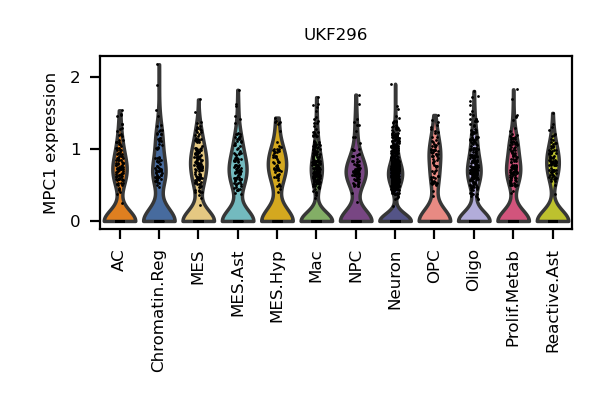 UKF296
MPC1 expression
2
1
0
AC
Chromatin.Reg
MES
MES.Ast
MES.Hyp
Mac
NPC
Neuron
OPC
Oligo
Prolif.Metab
Reactive.Ast